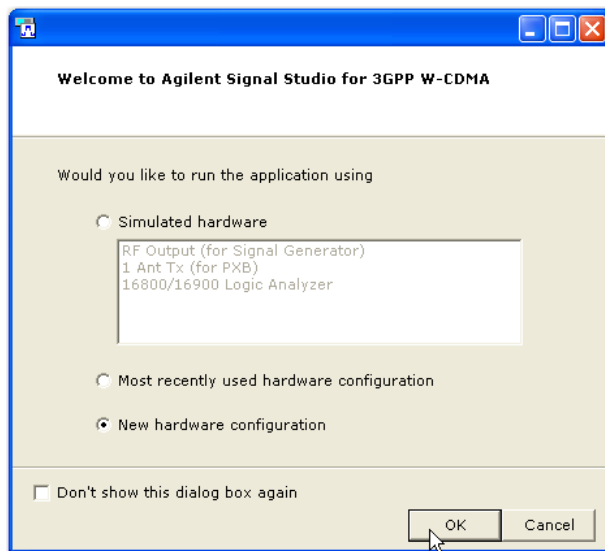 Welcome to Agilent Signal Studio for 3GPP W-CDMA
Would you like to run the application using
Simulated hardware
RF Output (for Signal Generator)
1 Ant Tx (for PXB)
16800/16900 Logic Analyzer
Most recently used hardware configuration
New hardware configuration
Don't show this dialog box again
OK
Cancel